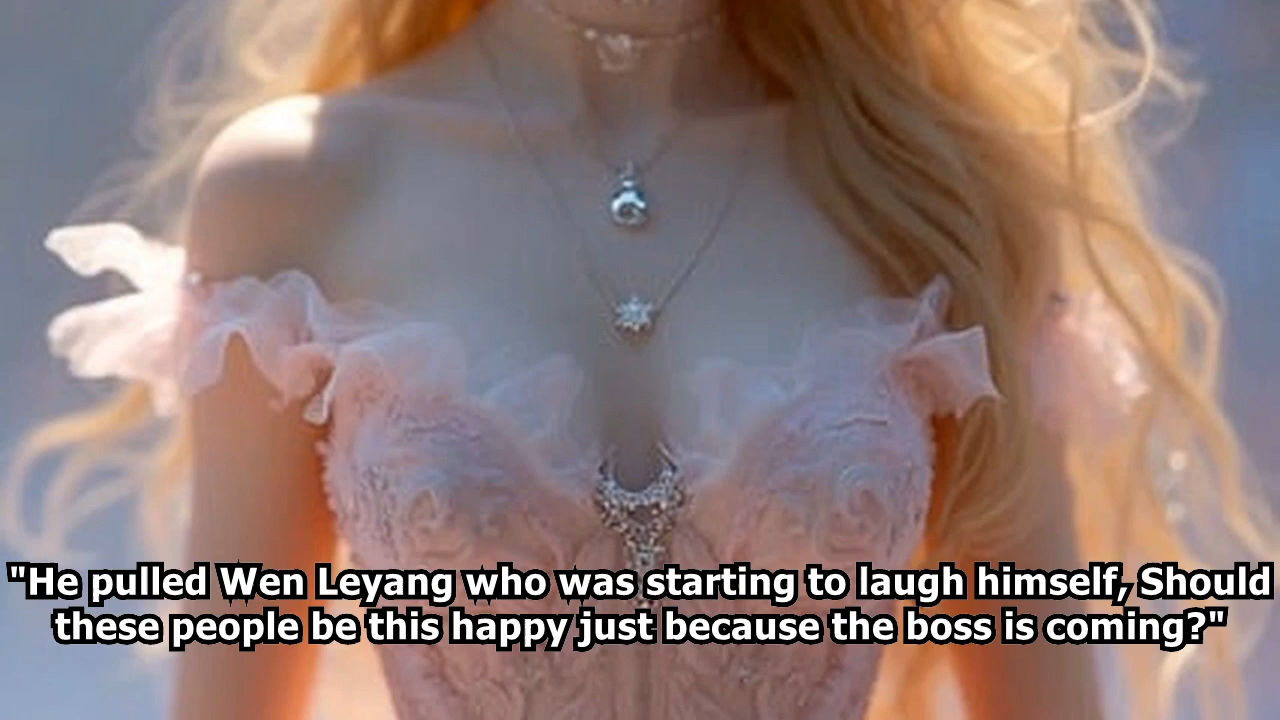 "He pulled Wen Leyang who was starting to laugh himself, Should
these people be this happy just because the boss is coming?"